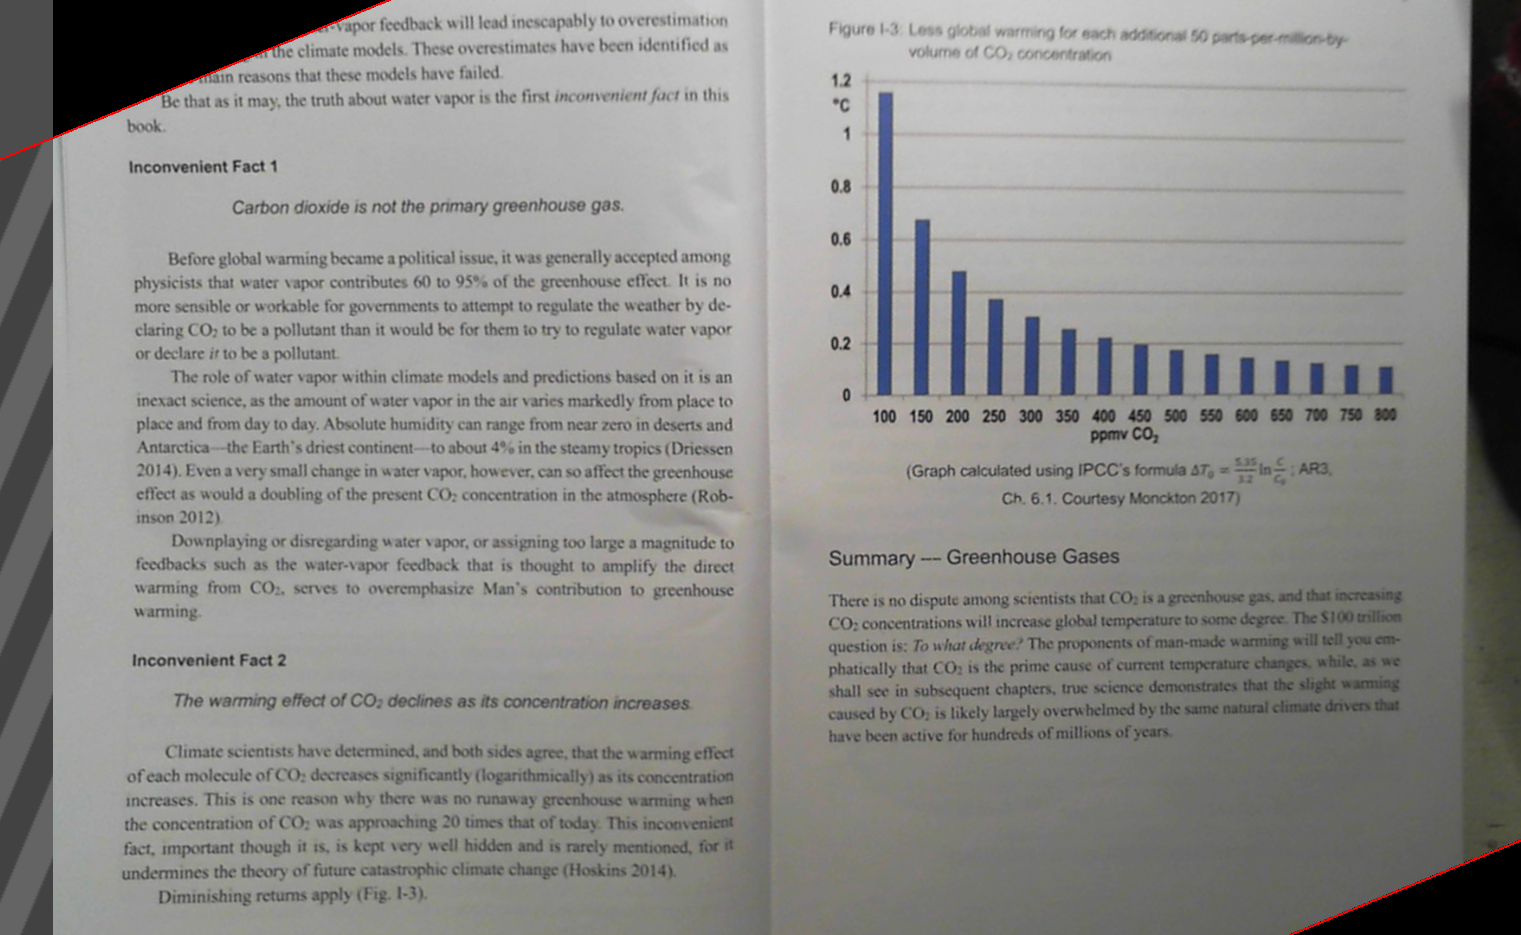 vapor feedback will lead inescapably to overestimation
the climate models. These overestimates have been identified as
main reasons that these models have failed.
Be that as it may, the truth about water vapor is the first inconvenient fact in this
book.
Inconvenient Fact 1
Carbon dioxide is not the primary greenhouse gas.
Before global warming became a political issue, it was generally accepted among
physicists that water vapor contributes 60 to 95% of the greenhouse effect. It is no
more sensible or workable for governments to attempt to regulate the weather by de-
claring CO₂ to be a pollutant than it would be for them to try to regulate water vapor
or declare it to be a pollutant.
The role of water vapor within climate models and predictions based on it is an
inexact science, as the amount of water vapor in the air varies markedly from place to
place and from day to day. Absolute humidity can range from near zero in deserts and
Antarctica—the Earth's driest continent—to about 4% in the steamy tropics (Driessen
2014). Even a very small change in water vapor, however, can so affect the greenhouse
effect as would a doubling of the present CO₂ concentration in the atmosphere (Rob-
inson 2012).
Downplaying or disregarding water vapor, or assigning too large a magnitude to
feedbacks such as the water-vapor feedback that is thought to amplify the direct
warming from CO₂, serves to overemphasize Man's contribution to greenhouse
warming.
Inconvenient Fact 2
The warming effect of CO₂ declines as its concentration increases.
Climate scientists have determined, and both sides agree, that the warming effect
of each molecule of CO₂ decreases significantly (logarithmically) as its concentration
increases. This is one reason why there was no runaway greenhouse warming when
the concentration of CO₂ was approaching 20 times that of today. This inconvenient
fact, important though it is, is kept very well hidden and is rarely mentioned, for it
undermines the theory of future catastrophic climate change (Hoskins 2014).
Diminishing returns apply (Fig. I-3).
Figure I-3: Less global warming for each additional 50 parts-per-million-by-
volume of CO₂ concentration
1.2
°C
1
0.8
0.6
0.4
0.2
0
100 150 200 250 300 350 400 450 500 550 600 650 700 750 800
ppmv CO₂
(Graph calculated using IPCC's formula ΔT₀ = 5.35/3.2 ln C/C₀ ; AR3,
Ch. 6.1. Courtesy Monckton 2017)
Summary — Greenhouse Gases
There is no dispute among scientists that CO₂ is a greenhouse gas, and that increasing
CO₂ concentrations will increase global temperature to some degree. The $100 trillion
question is: To what degree? The proponents of man-made warming will tell you em-
phatically that CO₂ is the prime cause of current temperature changes, while, as we
shall see in subsequent chapters, true science demonstrates that the slight warming
caused by CO₂ is likely largely overwhelmed by the same natural climate drivers that
have been active for hundreds of millions of years.